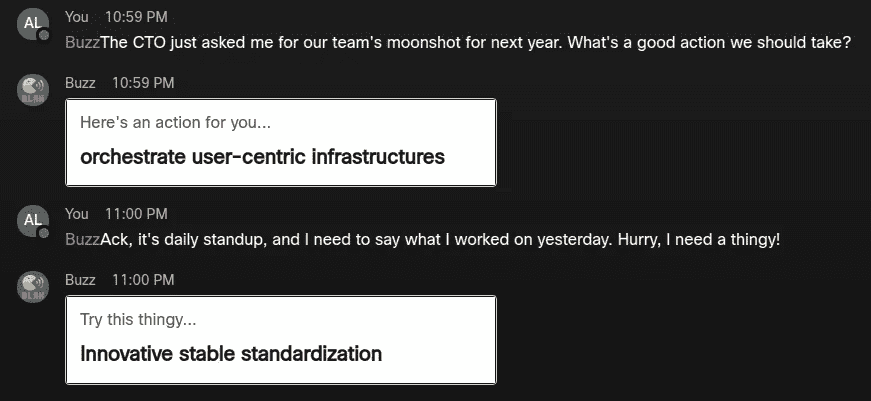 You 10:59 PM
AL
BuzzThe CTO just asked me for our team's moonshot for next year. What's a good action we should take?
Buzz 10:59 PM
Here's an action for you...
orchestrate user-centric infrastructures
You 11:00 PM
AL
BuzzAck, it's daily standup, and I need to say what I worked on yesterday. Hurry, I need a thingy!
Buzz 11:00 PM
Try this thingy...
Innovative stable standardization